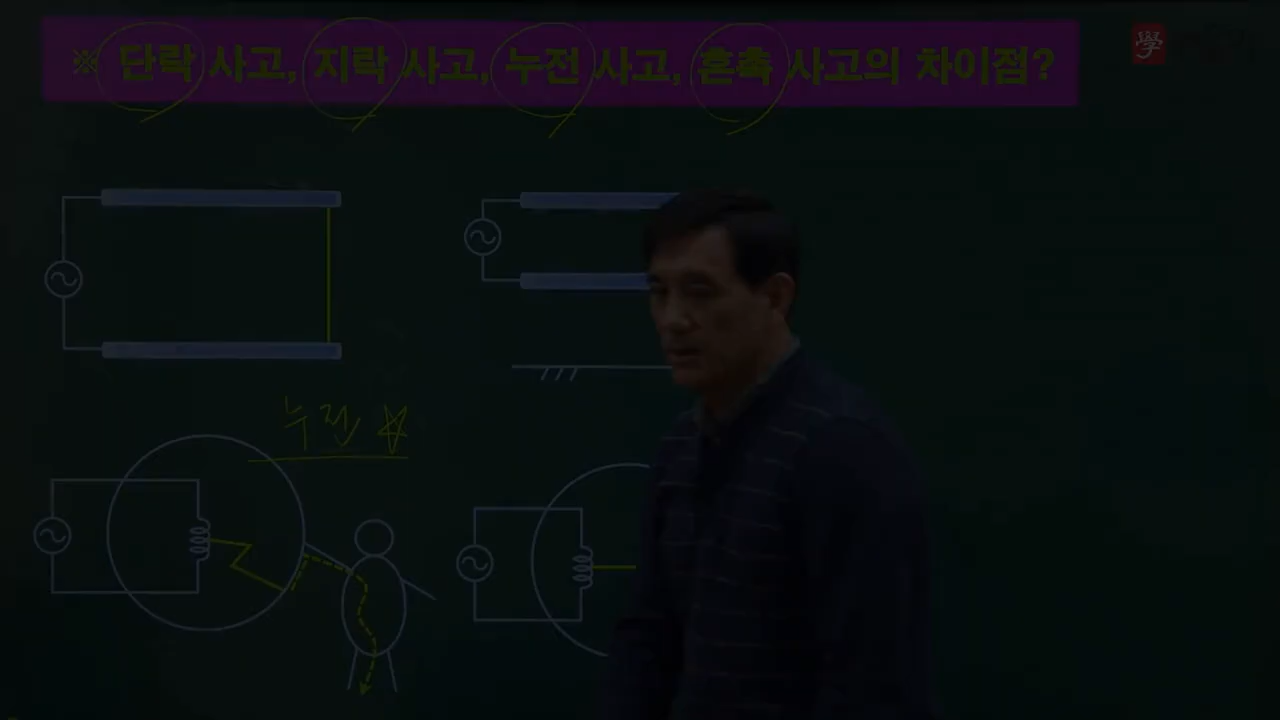 ※ 단락 사고, 지락 사고, 누전 사고, 혼촉 사고의 차이점?
學
누전 ☆